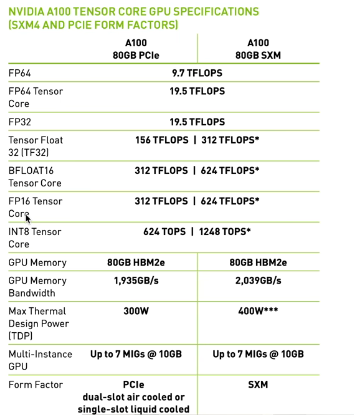 NVIDIA A100 TENSOR CORE GPU SPECIFICATIONS
(SXM4 AND PCIE FORM FACTORS)
A100 80GB PCIe A100 80GB SXM
FP64 9.7 TFLOPS
FP64 Tensor Core 19.5 TFLOPS
FP32 19.5 TFLOPS
Tensor Float 32 (TF32) 156 TFLOPS | 312 TFLOPS*
BFLOAT16 Tensor Core 312 TFLOPS | 624 TFLOPS*
FP16 Tensor Core 312 TFLOPS | 624 TFLOPS*
INT8 Tensor Core 624 TOPS | 1248 TOPS*
GPU Memory 80GB HBM2e 80GB HBM2e
GPU Memory Bandwidth 1,935GB/s 2,039GB/s
Max Thermal Design Power (TDP) 300W 400W***
Multi-Instance GPU Up to 7 MIGs @ 10GB Up to 7 MIGs @ 10GB
Form Factor PCIe dual-slot air cooled or single-slot liquid cooled SXM